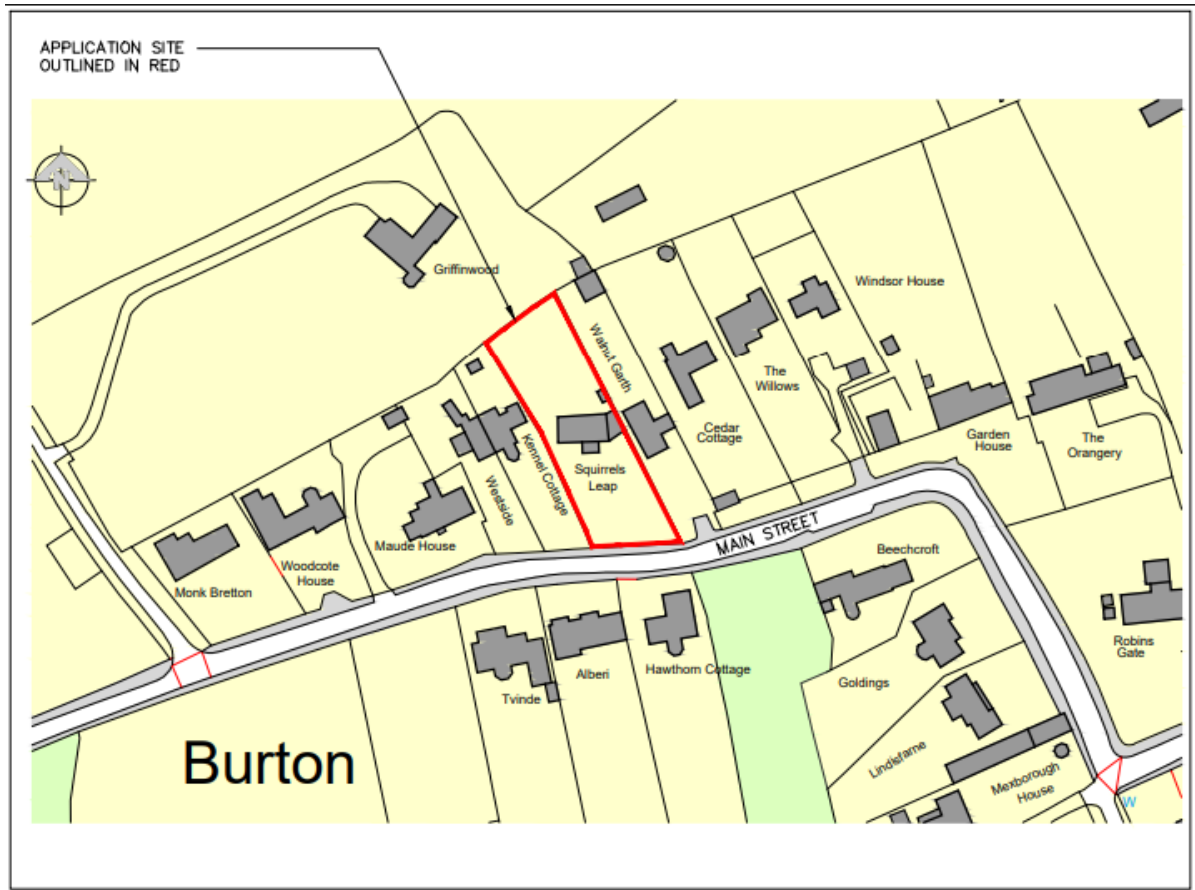 APPLICATION SITE
OUTLINED IN RED
N
Griffinwood
Windsor House
Walnut Garth
The
Willows
Cedar
Cottage
Garden
House
The
Orangery
Squirrels
Leap
Kennel Cottage
Westside
Maude House
Woodcote
House
Monk Bretton
MAIN STREET
Beechcroft
Robins
Gate
Hawthorn Cottage
Alberi
Tvinde
Goldings
Lindisfarne
Mexborough
House
Burton
W